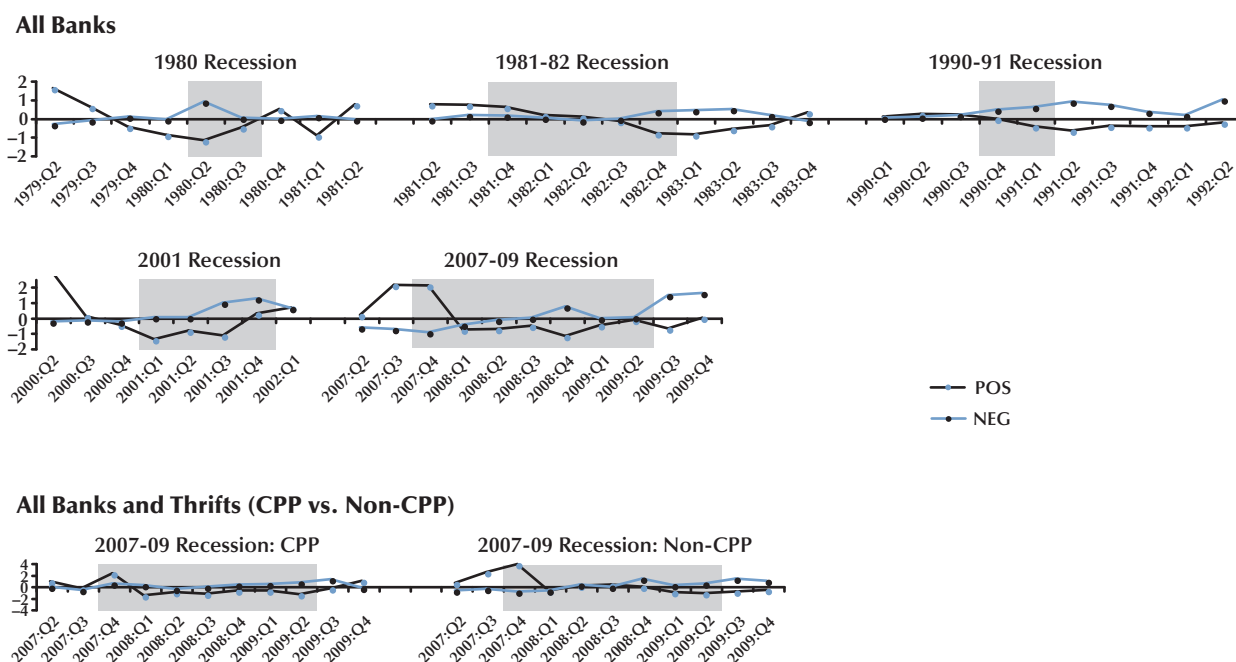 All Banks
1980 Recession
1981-82 Recession
1990-91 Recession
2
1
0
–1
–2
1979:Q2
1979:Q3
1979:Q4
1980:Q1
1980:Q2
1980:Q3
1980:Q4
1981:Q1
1981:Q2
1981:Q2
1981:Q3
1981:Q4
1982:Q1
1982:Q2
1982:Q3
1982:Q4
1983:Q1
1983:Q2
1983:Q3
1983:Q4
1990:Q1
1990:Q2
1990:Q3
1990:Q4
1991:Q1
1991:Q2
1991:Q3
1991:Q4
1992:Q1
1992:Q2
2001 Recession
2007-09 Recession
2
1
0
–1
–2
2000:Q2
2000:Q3
2000:Q4
2001:Q1
2001:Q2
2001:Q3
2001:Q4
2002:Q1
2007:Q2
2007:Q3
2007:Q4
2008:Q1
2008:Q2
2008:Q3
2008:Q4
2009:Q1
2009:Q2
2009:Q3
2009:Q4
POS
NEG
All Banks and Thrifts (CPP vs. Non-CPP)
2007-09 Recession: CPP
2007-09 Recession: Non-CPP
4
2
0
–2
–4
2007:Q2
2007:Q3
2007:Q4
2008:Q1
2008:Q2
2008:Q3
2008:Q4
2009:Q1
2009:Q2
2009:Q3
2009:Q4
2007:Q2
2007:Q3
2007:Q4
2008:Q1
2008:Q2
2008:Q3
2008:Q4
2009:Q1
2009:Q2
2009:Q3
2009:Q4